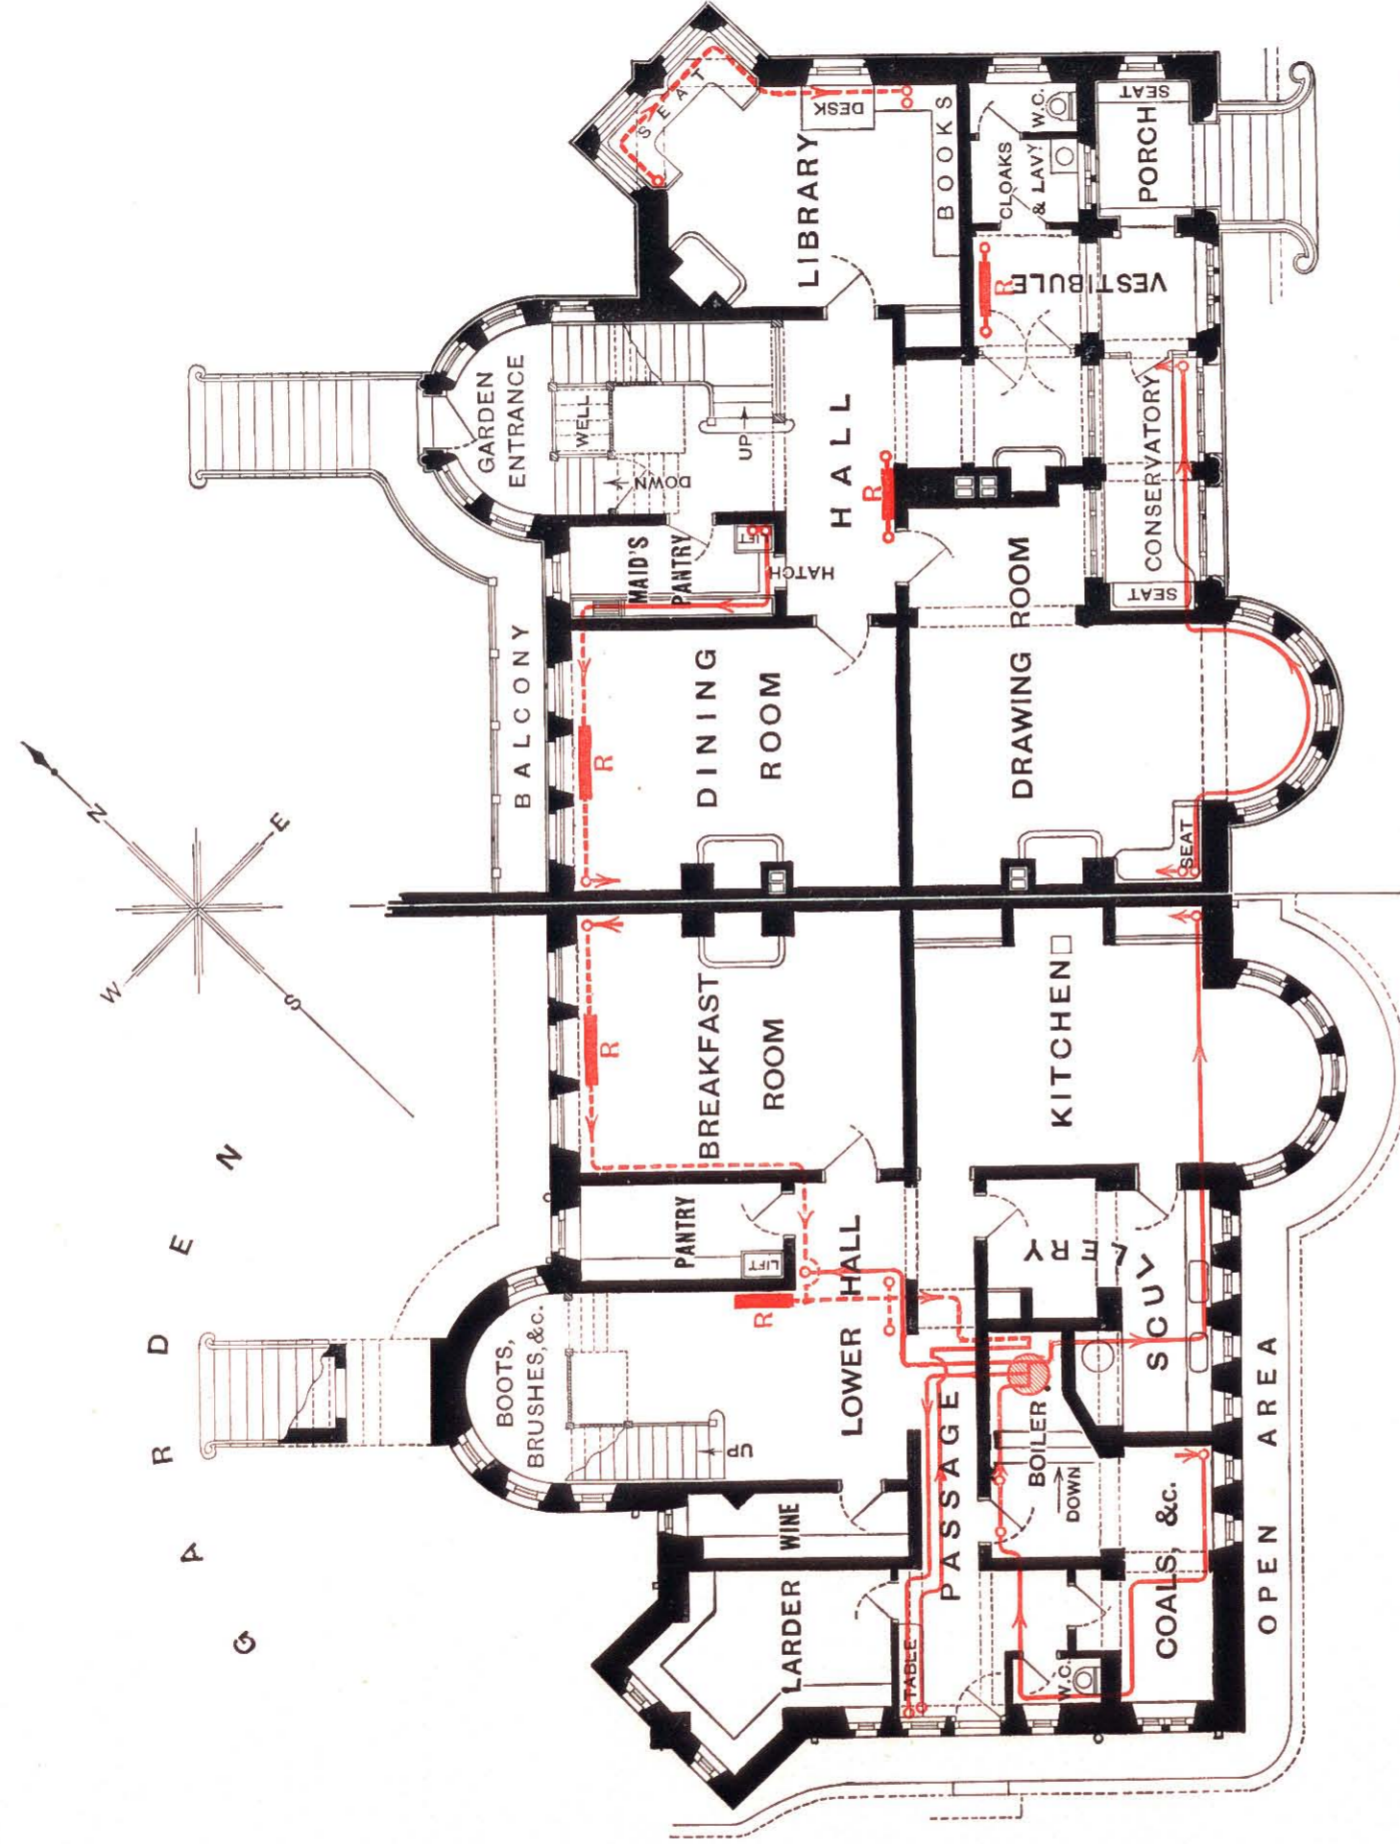 SEAT
DESK
LIBRARY
BOOKS
W.C.
CLOAKS
& LAVY
SEAT
PORCH
R
VESTIBULE
GARDEN
ENTRANCE
WELL
UP
DOWN
HALL
R
CONSERVATORY
SEAT
MAID'S
PANTRY
LIFT
HATCH
BALCONY
DINING
ROOM
R
DRAWING ROOM
SEAT
N
E
S
W
BREAKFAST
ROOM
R
KITCHEN
GARDEN
PANTRY
LIFT
LOWER HALL
R
BOOTS,
BRUSHES, &c.
UP
SCULLERY
BOILER.
DOWN
PASSAGE
WINE
LARDER
TABLE
W.C.
COALS, &c.
OPEN AREA